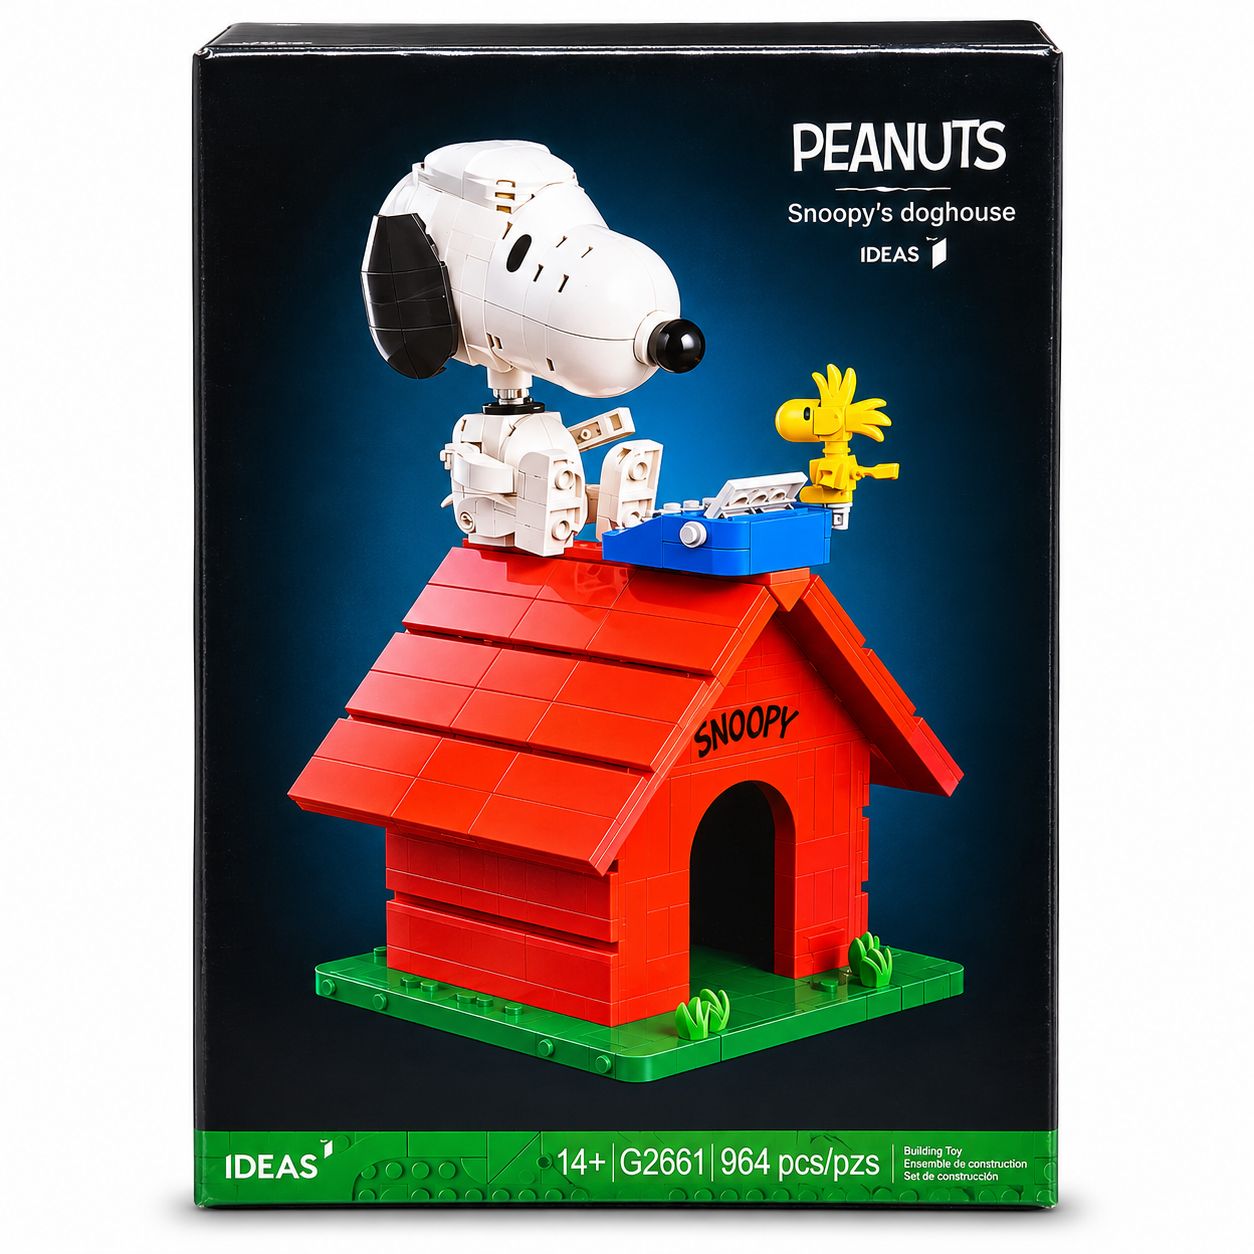 PEANUTS
Snoopy's doghouse
IDEAS
SNOOPY
IDEAS
14+ | G2661 | 964 pcs/pzs
Building Toy
Ensemble de construction
Set de construcción